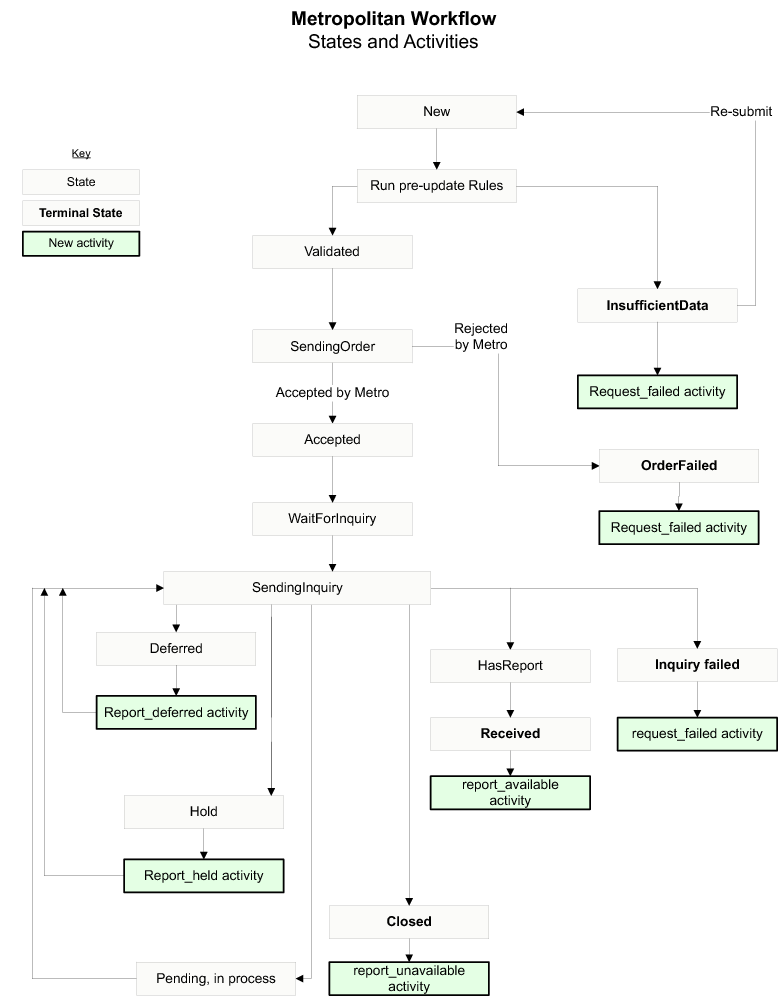 Metropolitan Workflow
States and Activities
New
Re-submit
Key
State
Terminal State
New activity
Run pre-update Rules
Validated
InsufficientData
Request_failed activity
SendingOrder
Rejected
by Metro
Accepted by Metro
Accepted
OrderFailed
Request_failed activity
WaitForInquiry
SendingInquiry
Deferred
Report_deferred activity
HasReport
Received
report_available
activity
Inquiry failed
request_failed activity
Hold
Report_held activity
Closed
report_unavailable
activity
Pending, in process